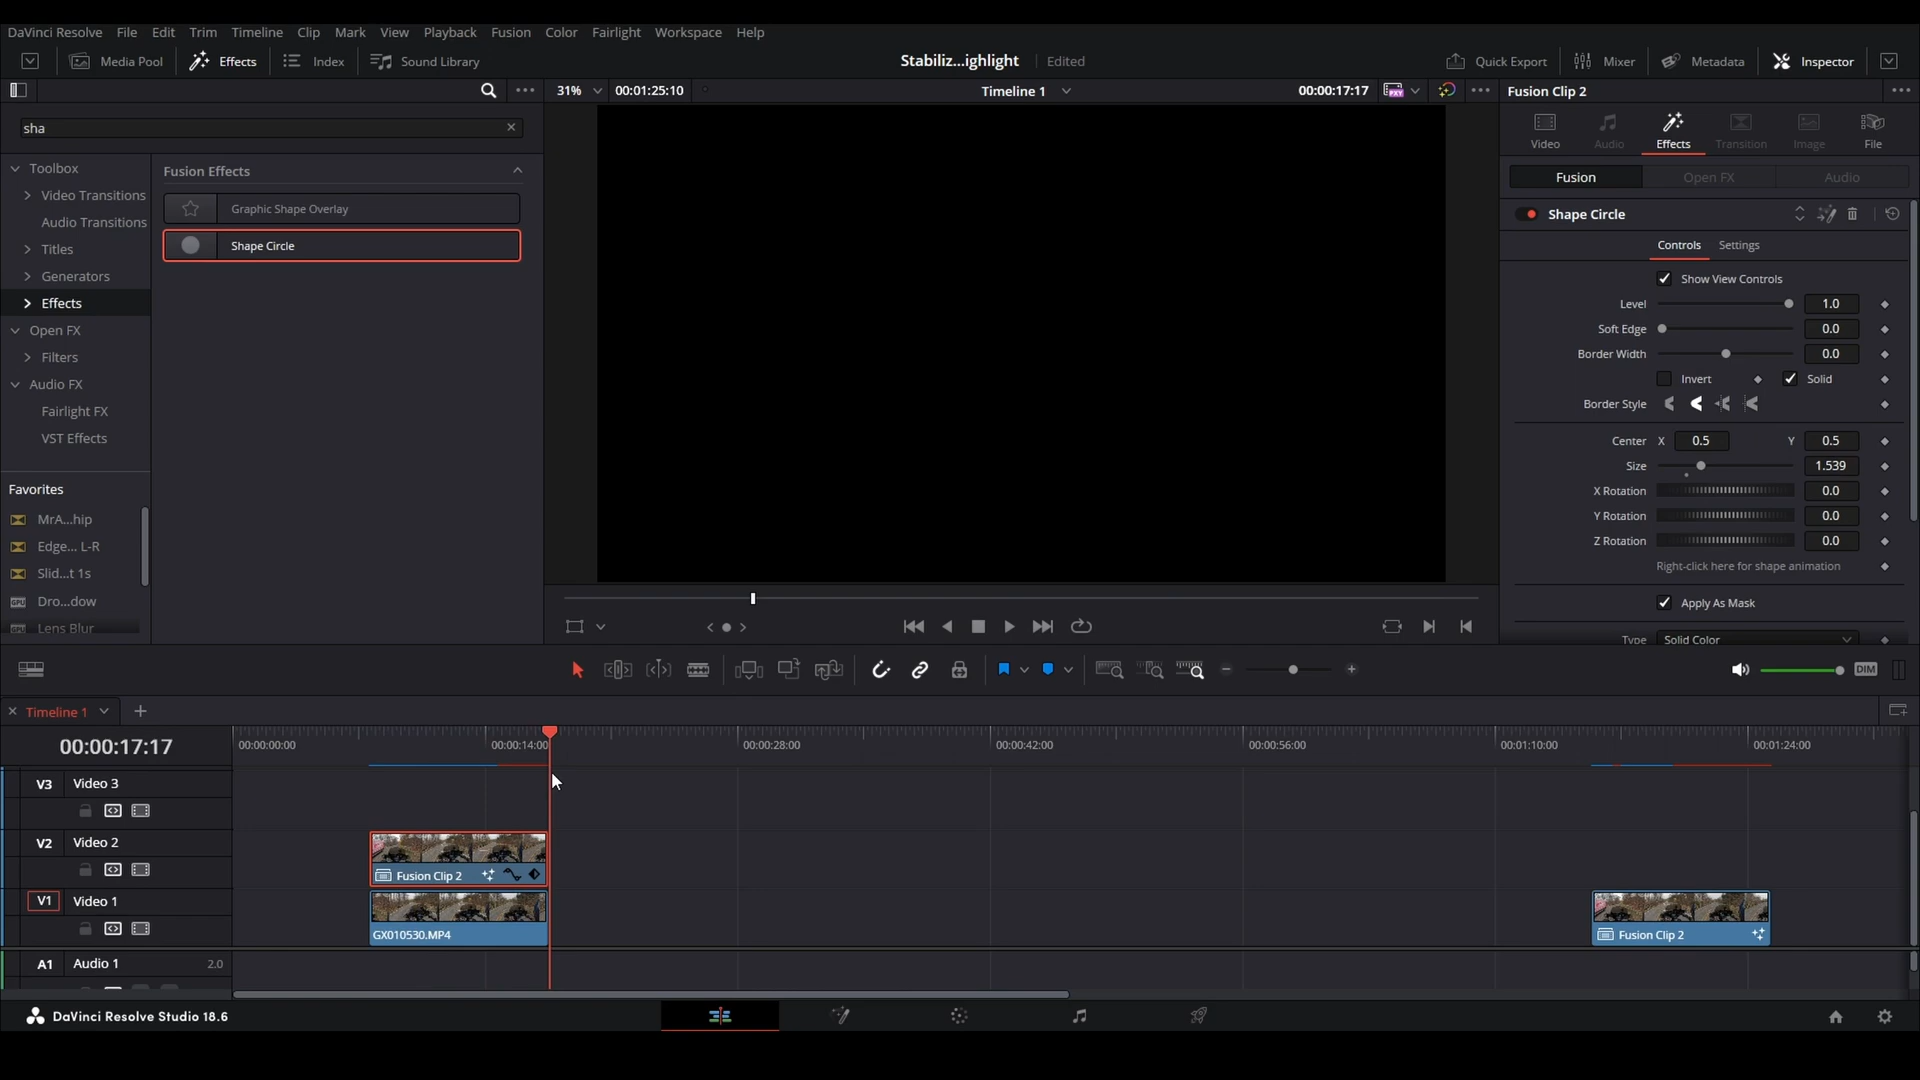 DaVinci Resolve File Edit Trim Timeline Clip Mark View Playback Fusion Color Fairlight Workspace Help
Media Pool Effects Index Sound Library Stabiliz...ighlight Edited Quick Export Mixer Metadata Inspector
31% 00:01:25:10 Timeline 1 00:00:17:17 Fusion Clip 2
sha
Video Audio Effects Transition Image File
Toolbox
Fusion Effects
Fusion Open FX Audio
Video Transitions
Graphic Shape Overlay
Shape Circle
Audio Transitions
Titles
Shape Circle
Controls Settings
Generators
Show View Controls
Effects
Level 1.0
Open FX
Soft Edge 0.0
Filters
Border Width 0.0
Audio FX
Invert Solid
Fairlight FX
Border Style
VST Effects
Center X 0.5 Y 0.5
Size 1.539
Favorites
X Rotation 0.0
MrA...hip
Y Rotation 0.0
Edge... L-R
Z Rotation 0.0
Slid...t 1s
Right-click here for shape animation
Dro...dow
Apply As Mask
Lens Blur
Type Solid Color
DIM
Timeline 1
00:00:17:17
00:00:00:00 00:00:14:00 00:00:28:00 00:00:42:00 00:00:56:00 00:01:10:00 00:01:24:00
V3 Video 3
V2 Video 2
Fusion Clip 2
V1 Video 1
GX010530.MP4
Fusion Clip 2
A1 Audio 1 2.0
DaVinci Resolve Studio 18.6